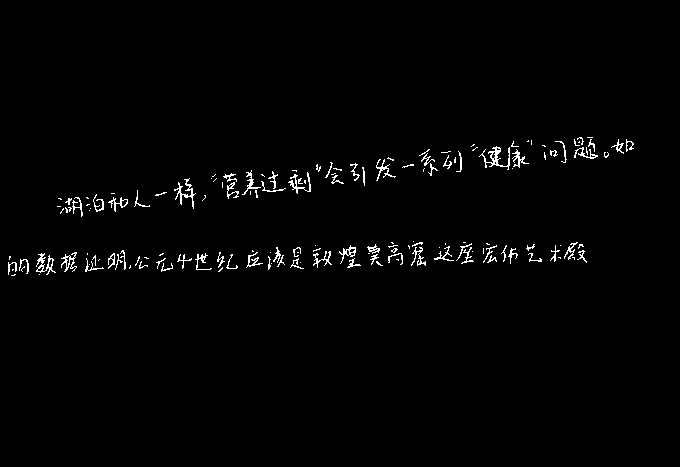 湖泊和人一样，“营养过剩”会引发一系列“健康”问题。如
的数据证明，公元4世纪应该是敦煌莫高窟这座宏伟艺术殿